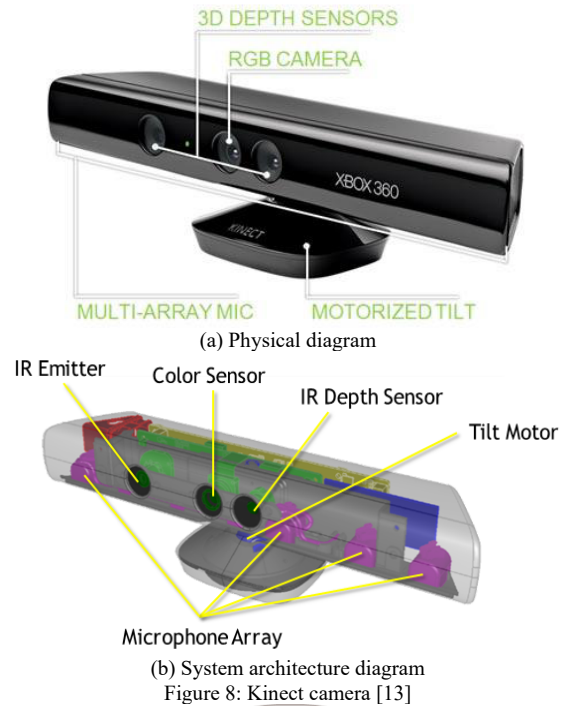 3D DEPTH SENSORS
RGB CAMERA
XBOX 360
KINECT
MULTI-ARRAY MIC
MOTORIZED TILT
(a) Physical diagram
IR Emitter
Color Sensor
IR Depth Sensor
Tilt Motor
Microphone Array
(b) System architecture diagram
Figure 8: Kinect camera [13]